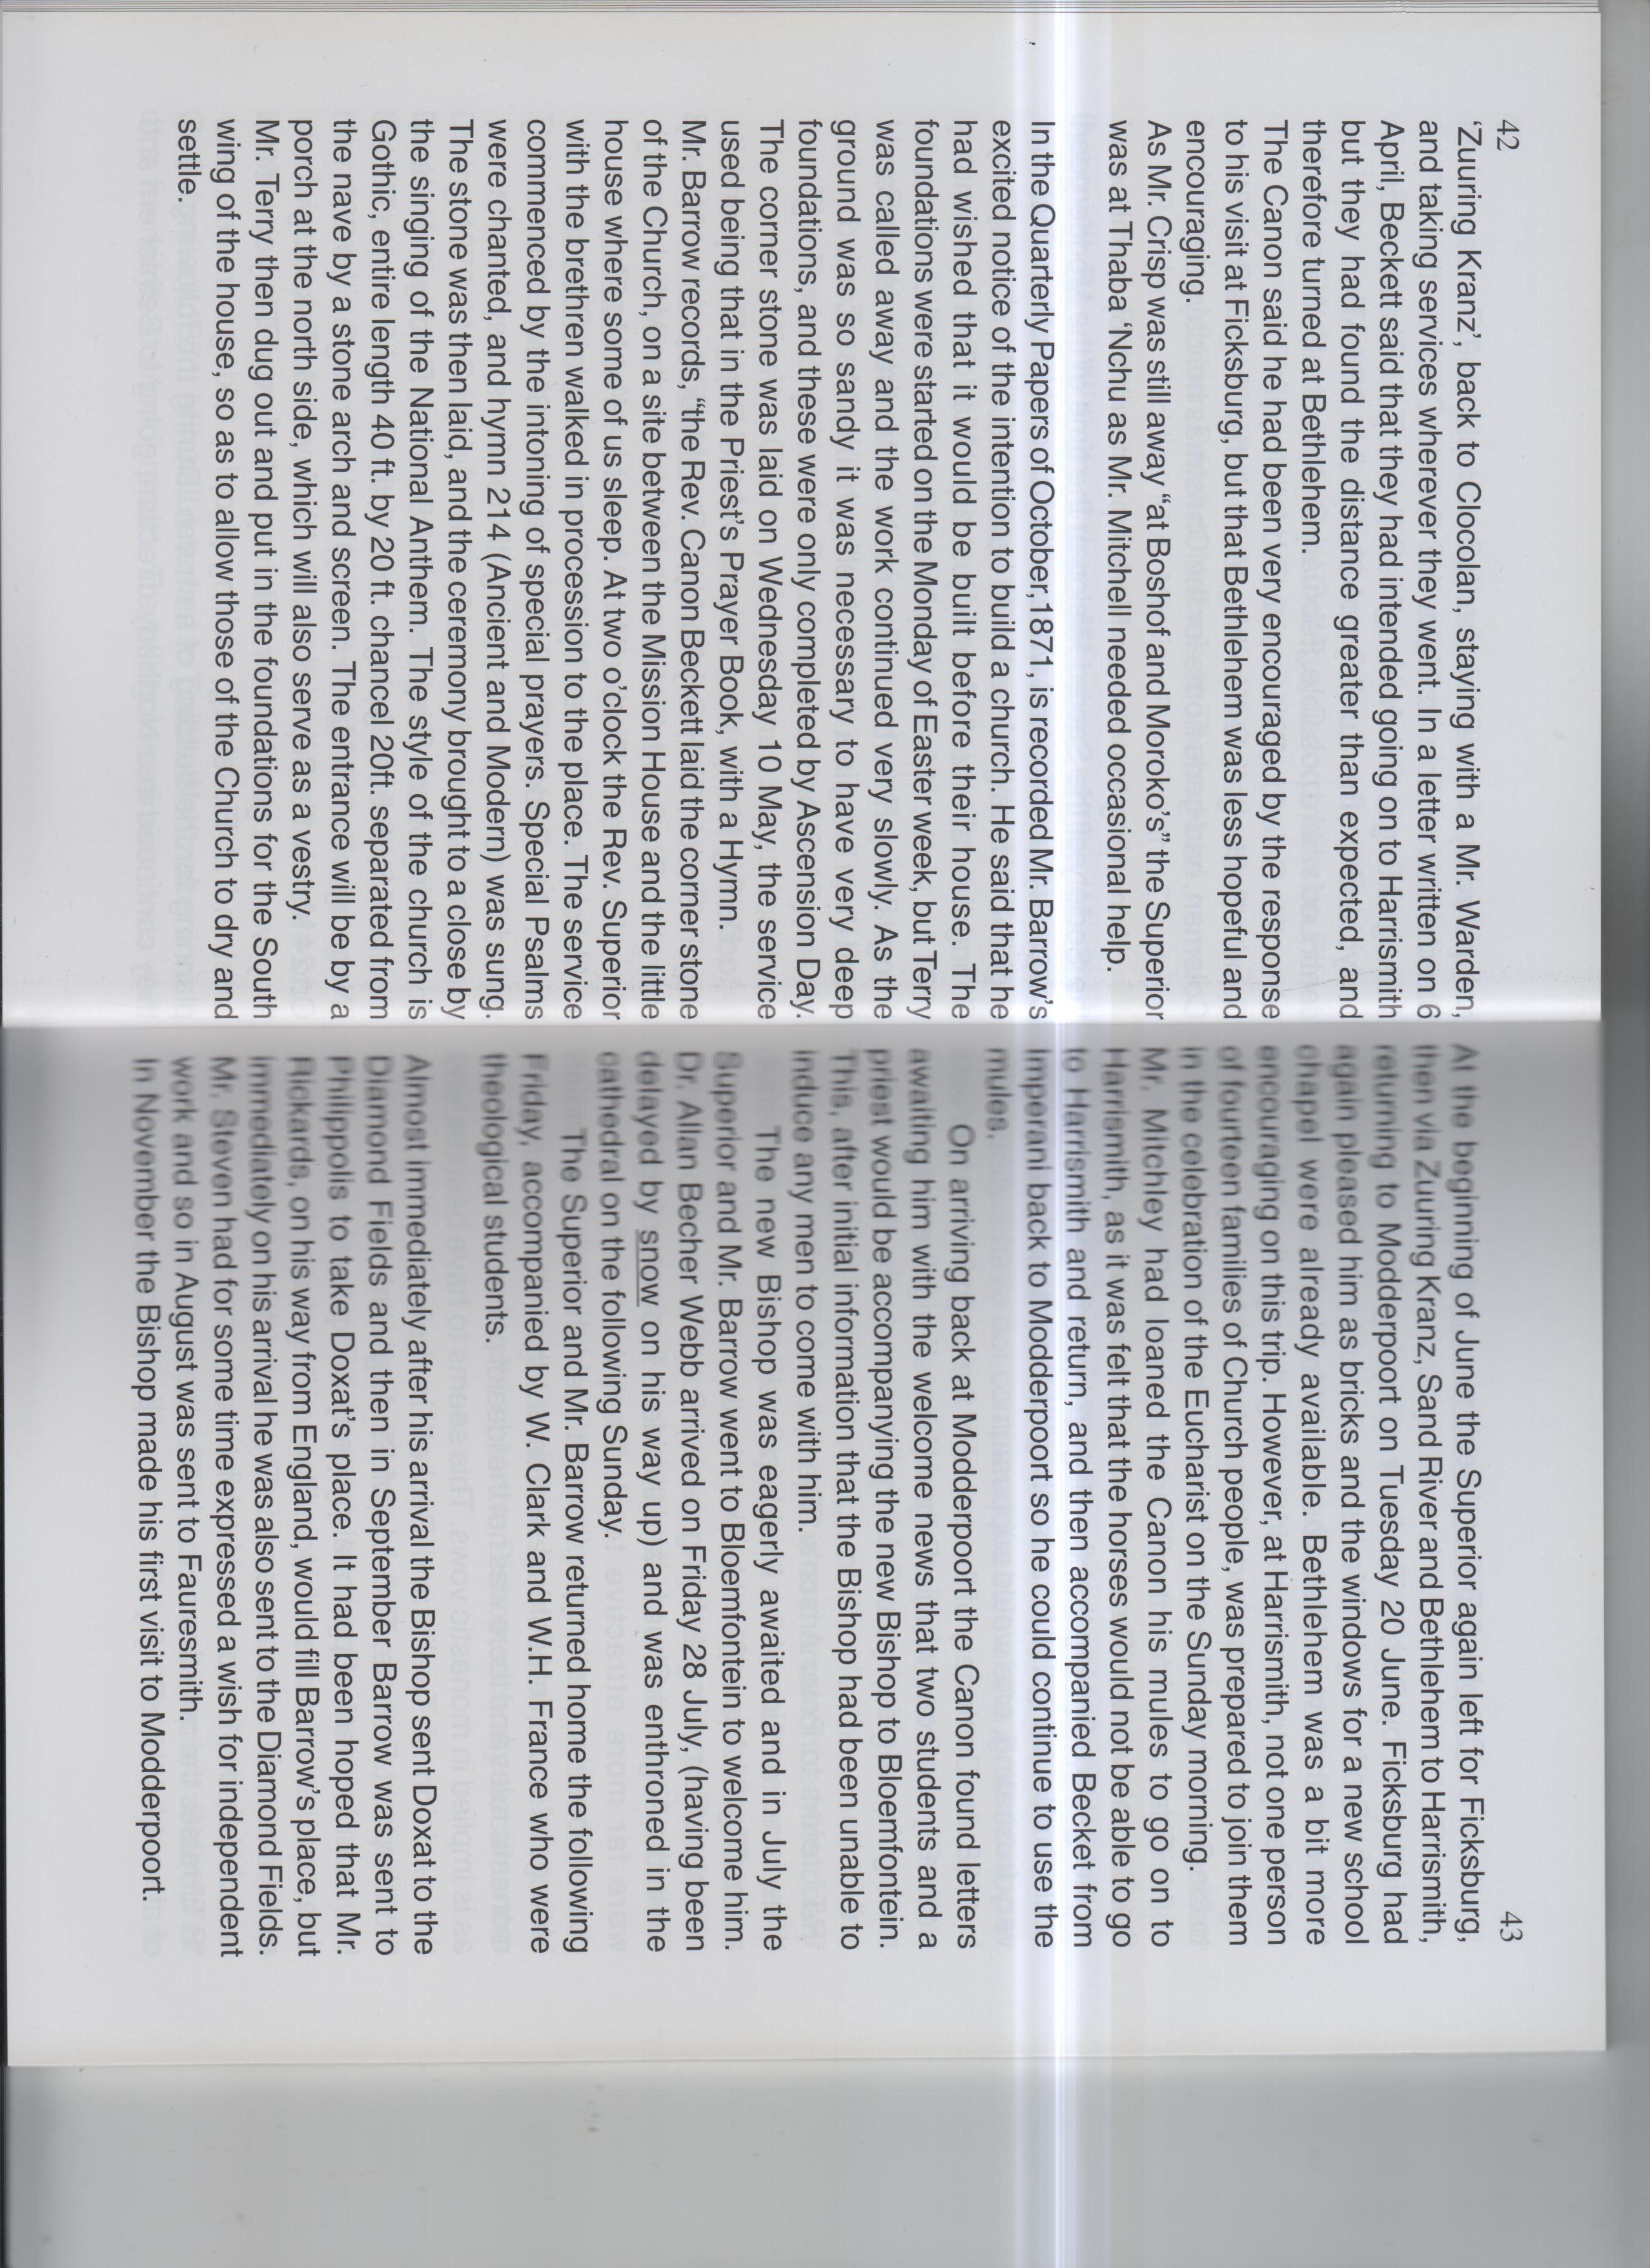 42
‘Zuuring Kranz’, back to Clocolan, staying with a Mr. Warden,
and taking services wherever they went. In a letter written on 6
April, Beckett said that they had intended going on to Harrismith
but they had found the distance greater than expected, and
therefore turned at Bethlehem.
The Canon said he had been very encouraged by the response
to his visit at Ficksburg, but that Bethlehem was less hopeful and
encouraging.
As Mr. Crisp was still away “at Boshof and Moroko’s” the Superior
was at Thaba ‘Nchu as Mr. Mitchell needed occasional help.
In the Quarterly Papers of October,1871, is recorded Mr. Barrow’s
excited notice of the intention to build a church. He said that he
had wished that it would be built before their house. The
foundations were started on the Monday of Easter week, but Terry
was called away and the work continued very slowly. As the
ground was so sandy it was necessary to have very deep
foundations, and these were only completed by Ascension Day.
The corner stone was laid on Wednesday 10 May, the service
used being that in the Priest’s Prayer Book, with a Hymn.
Mr. Barrow records, “the Rev. Canon Beckett laid the corner stone
of the Church, on a site between the Mission House and the little
house where some of us sleep. At two o’clock the Rev. Superior
with the brethren walked in procession to the place. The service
commenced by the intoning of special prayers. Special Psalms
were chanted, and hymn 214 (Ancient and Modern) was sung.
The stone was then laid, and the ceremony brought to a close by
the singing of the National Anthem. The style of the church is
Gothic, entire length 40 ft. by 20 ft. chancel 20ft. separated from
the nave by a stone arch and screen. The entrance will be by a
porch at the north side, which will also serve as a vestry.
Mr. Terry then dug out and put in the foundations for the South
wing of the house, so as to allow those of the Church to dry and
settle.
43
At the beginning of June the Superior again left for Ficksburg,
then via Zuuring Kranz, Sand River and Bethlehem to Harrismith,
returning to Modderpoort on Tuesday 20 June. Ficksburg had
again pleased him as bricks and the windows for a new school
chapel were already available. Bethlehem was a bit more
encouraging on this trip. However, at Harrismith, not one person
of fourteen families of Church people, was prepared to join them
in the celebration of the Eucharist on the Sunday morning.
Mr. Mitchley had loaned the Canon his mules to go on to
Harrismith, as it was felt that the horses would not be able to go
to Harrismith and return, and then accompanied Becket from
Imperani back to Modderpoort so he could continue to use the
mules.
On arriving back at Modderpoort the Canon found letters
awaiting him with the welcome news that two students and a
priest would be accompanying the new Bishop to Bloemfontein.
This, after initial information that the Bishop had been unable to
induce any men to come with him.
The new Bishop was eagerly awaited and in July the
Superior and Mr. Barrow went to Bloemfontein to welcome him.
Dr. Allan Becher Webb arrived on Friday 28 July, (having been
delayed by snow on his way up) and was enthroned in the
cathedral on the following Sunday.
The Superior and Mr. Barrow returned home the following
Friday, accompanied by W. Clark and W.H. France who were
theological students.
Almost immediately after his arrival the Bishop sent Doxat to the
Diamond Fields and then in September Barrow was sent to
Philippolis to take Doxat’s place. It had been hoped that Mr.
Rickards, on his way from England, would fill Barrow’s place, but
immediately on his arrival he was also sent to the Diamond Fields.
Mr. Steven had for some time expressed a wish for independent
work and so in August was sent to Fauresmith.
In November the Bishop made his first visit to Modderpoort.